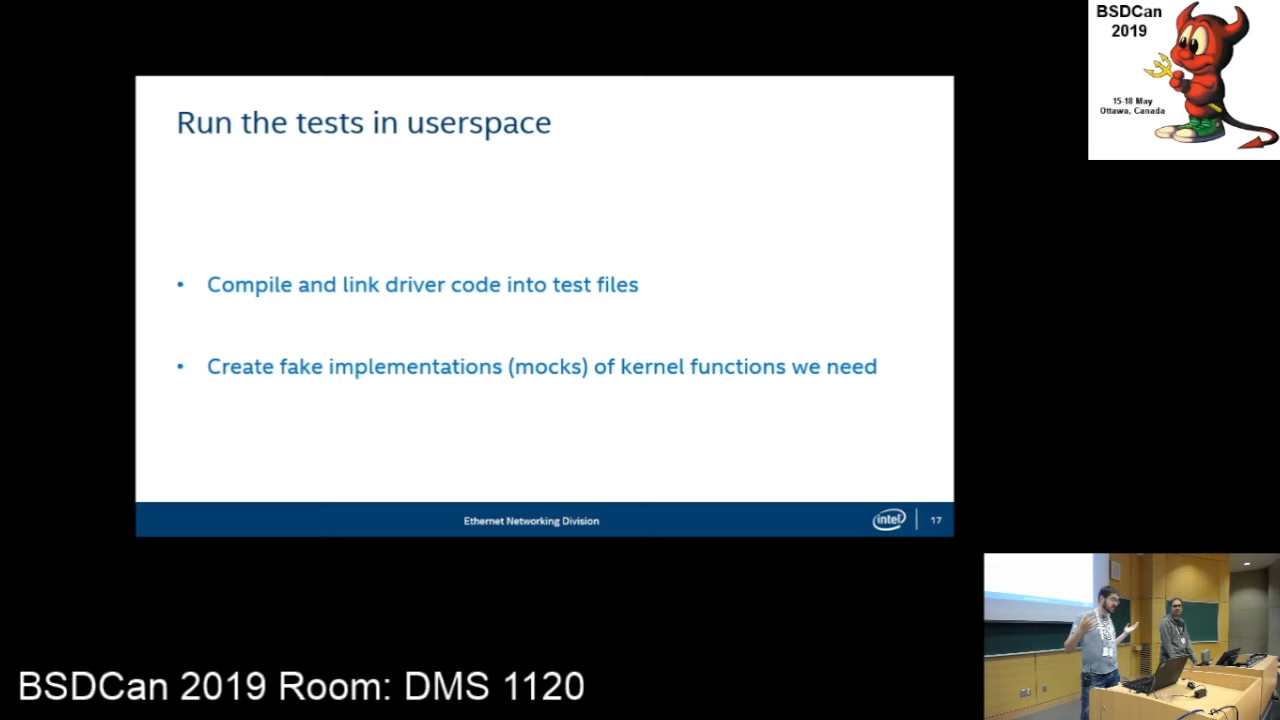 BSDCan
2019
15-18 May
Ottawa, Canada
Run the tests in userspace
• Compile and link driver code into test files
• Create fake implementations (mocks) of kernel functions we need
Ethernet Networking Division
intel
17
BSDCan 2019 Room: DMS 1120